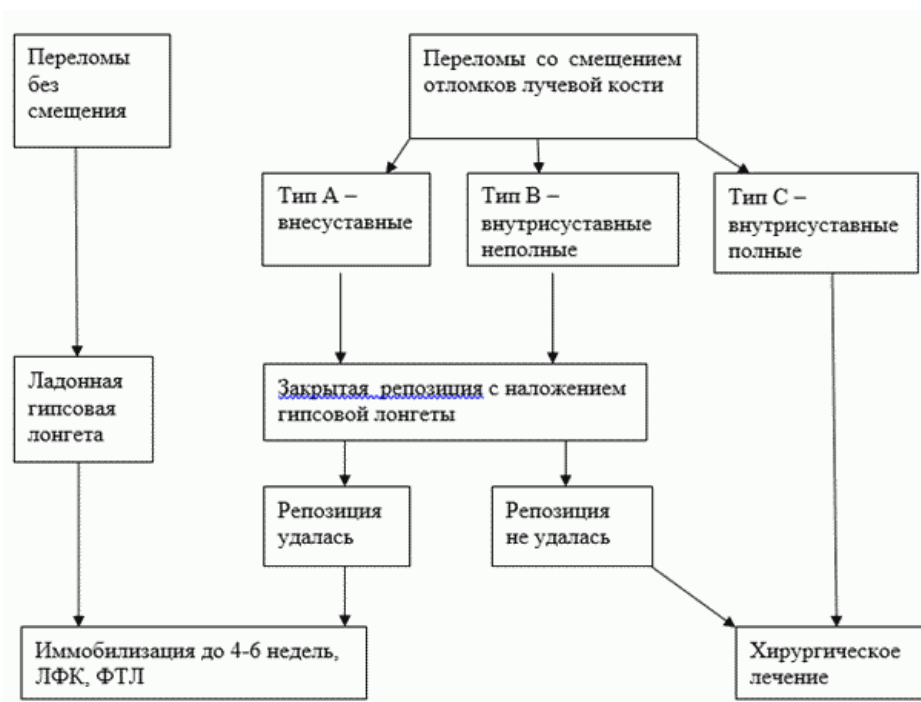 Переломы
без
смещения
Переломы со смещением
отломков лучевой кости
Тип А –
внесуставные
Тип В –
внутрисуставные
неполные
Тип С –
внутрисуставные
полные
Ладонная
гипсовая
лонгета
Закрытая репозиция с наложением
гипсовой лонгеты
Репозиция
удалась
Репозиция
не удалась
Иммобилизация до 4-6 недель,
ЛФК, ФТЛ
Хирургическое
лечение